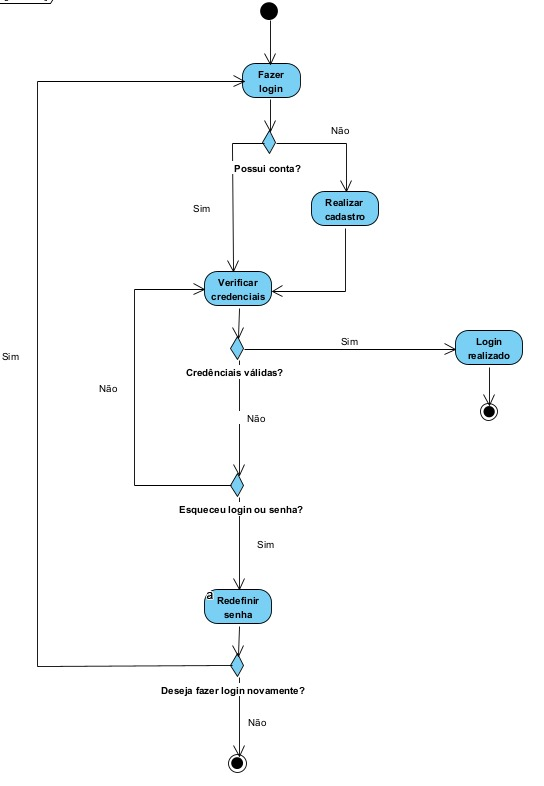 Fazer
login
Não
Possui conta?
Realizar
cadastro
Sim
Verificar
credenciais
Sim
Login
realizado
Sim
Credênciais válidas?
Não
Não
Esqueceu login ou senha?
Sim
a
Redefinir
senha
Deseja fazer login novamente?
Não